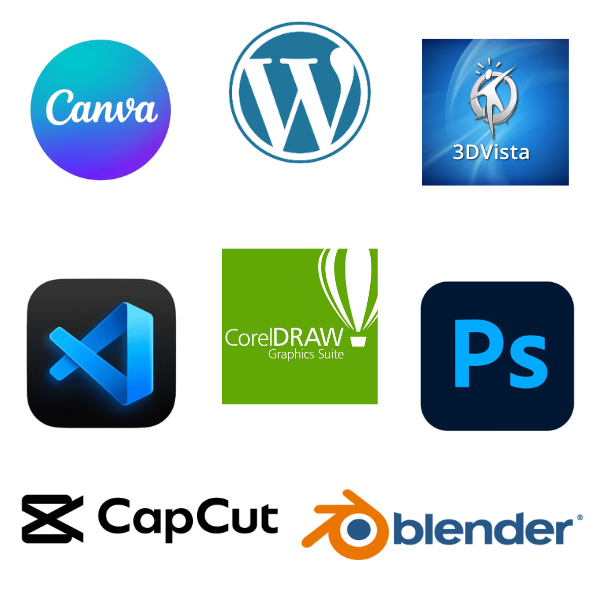 Canva
W
3DVista
CorelDRAW
Graphics Suite
Ps
CapCut
blender®